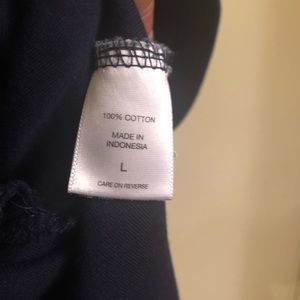 100% COTTON
MADE IN
INDONESIA
L
CARE ON REVERSE